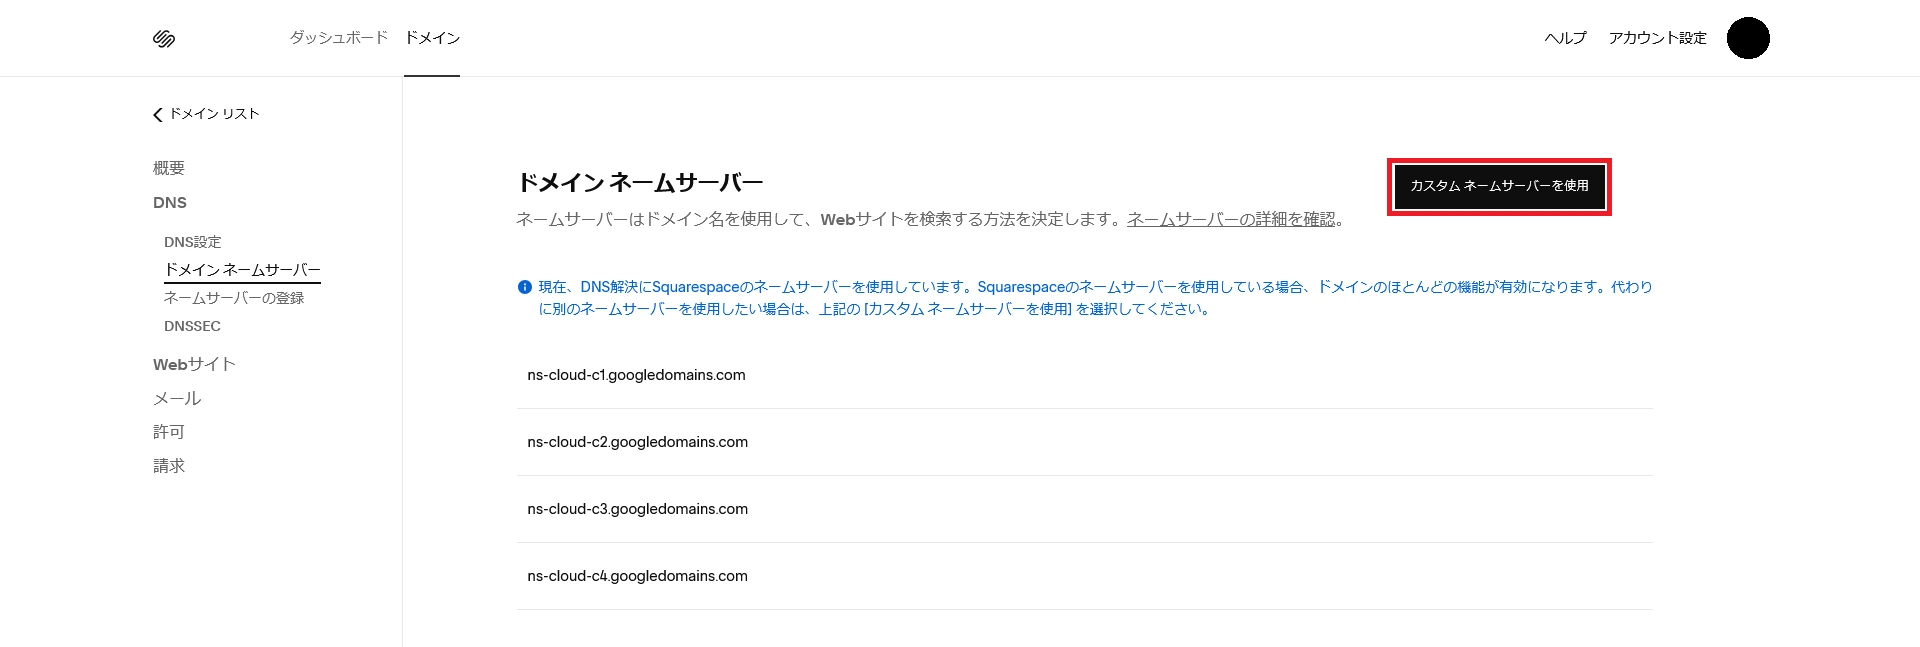 ダッシュボード ドメイン ヘルプ アカウント設定
ドメイン リスト
概要
DNS
DNS設定
ドメイン ネームサーバー
ネームサーバーの登録
DNSSEC
Webサイト
メール
許可
請求
ドメイン ネームサーバー
カスタム ネームサーバーを使用
ネームサーバーはドメイン名を使用して、Webサイトを検索する方法を決定します。ネームサーバーの詳細を確認。
現在、DNS解決にSquarespaceのネームサーバーを使用しています。Squarespaceのネームサーバーを使用している場合、ドメインのほとんどの機能が有効になります。代わり
に別のネームサーバーを使用したい場合は、上記の [カスタム ネームサーバーを使用] を選択してください。
ns-cloud-c1.googledomains.com
ns-cloud-c2.googledomains.com
ns-cloud-c3.googledomains.com
ns-cloud-c4.googledomains.com